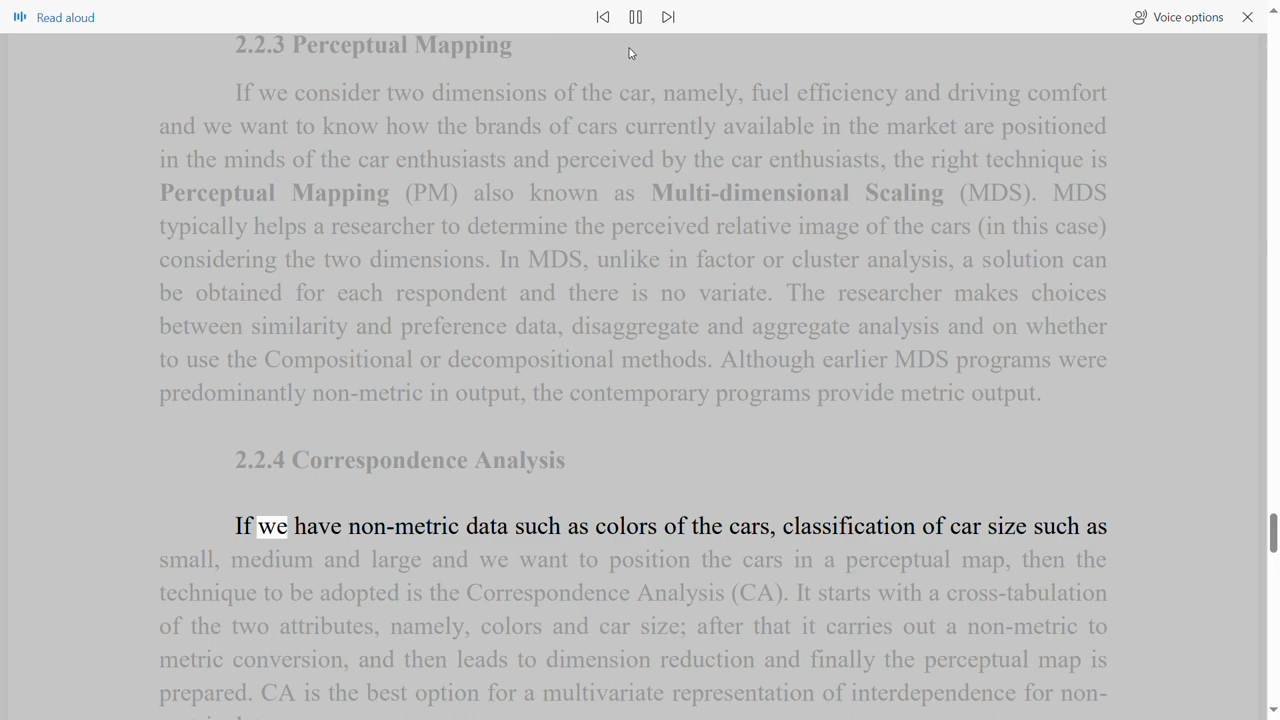 Read aloud
Voice options
2.2.3 Perceptual Mapping
If we consider two dimensions of the car, namely, fuel efficiency and driving comfort
and we want to know how the brands of cars currently available in the market are positioned
in the minds of the car enthusiasts and perceived by the car enthusiasts, the right technique is
Perceptual Mapping (PM) also known as Multi-dimensional Scaling (MDS). MDS
typically helps a researcher to determine the perceived relative image of the cars (in this case)
considering the two dimensions. In MDS, unlike in factor or cluster analysis, a solution can
be obtained for each respondent and there is no variate. The researcher makes choices
between similarity and preference data, disaggregate and aggregate analysis and on whether
to use the Compositional or decompositional methods. Although earlier MDS programs were
predominantly non-metric in output, the contemporary programs provide metric output.
2.2.4 Correspondence Analysis
If we have non-metric data such as colors of the cars, classification of car size such as
small, medium and large and we want to position the cars in a perceptual map, then the
technique to be adopted is the Correspondence Analysis (CA). It starts with a cross-tabulation
of the two attributes, namely, colors and car size; after that it carries out a non-metric to
metric conversion, and then leads to dimension reduction and finally the perceptual map is
prepared. CA is the best option for a multivariate representation of interdependence for non-